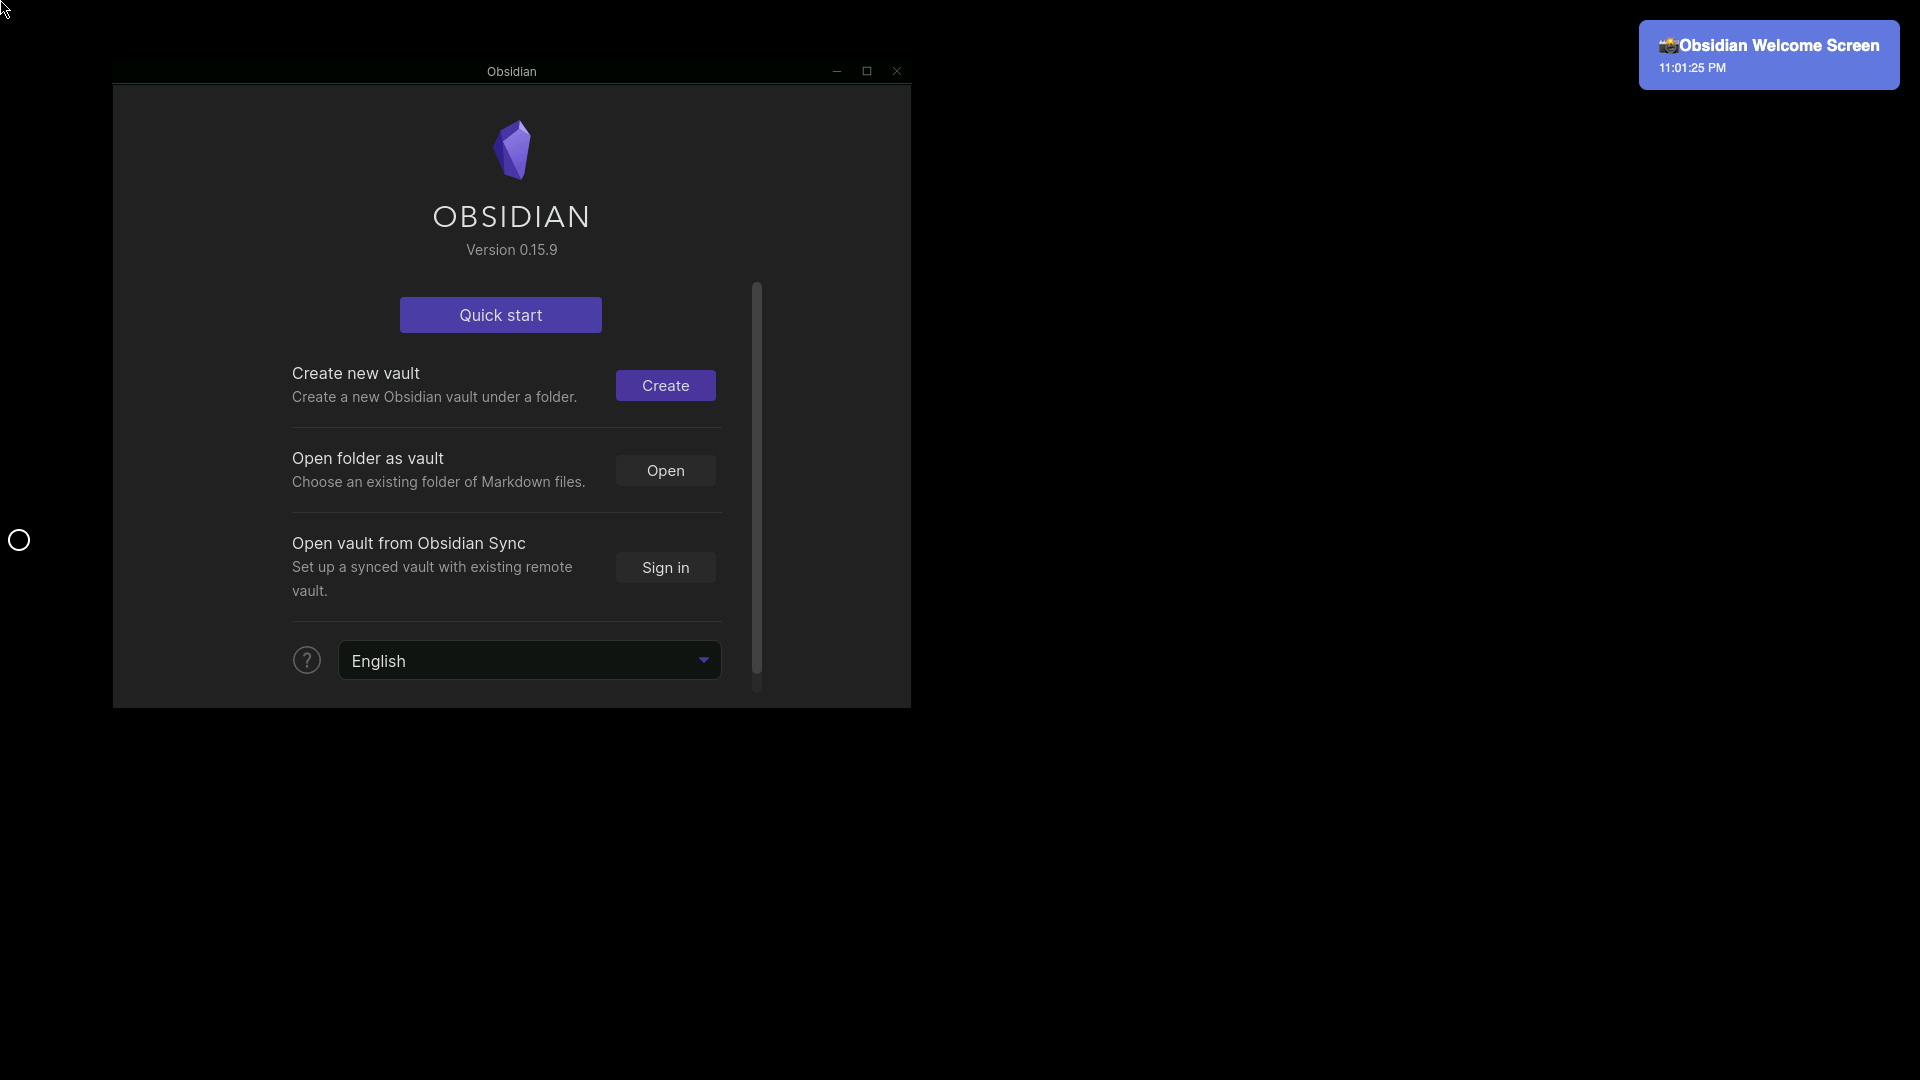 Obsidian
📸Obsidian Welcome Screen
11:01:25 PM
OBSIDIAN
Version 0.15.9
Quick start
Create new vault
Create a new Obsidian vault under a folder.
Create
Open folder as vault
Choose an existing folder of Markdown files.
Open
Open vault from Obsidian Sync
Set up a synced vault with existing remote
vault.
Sign in
?
English